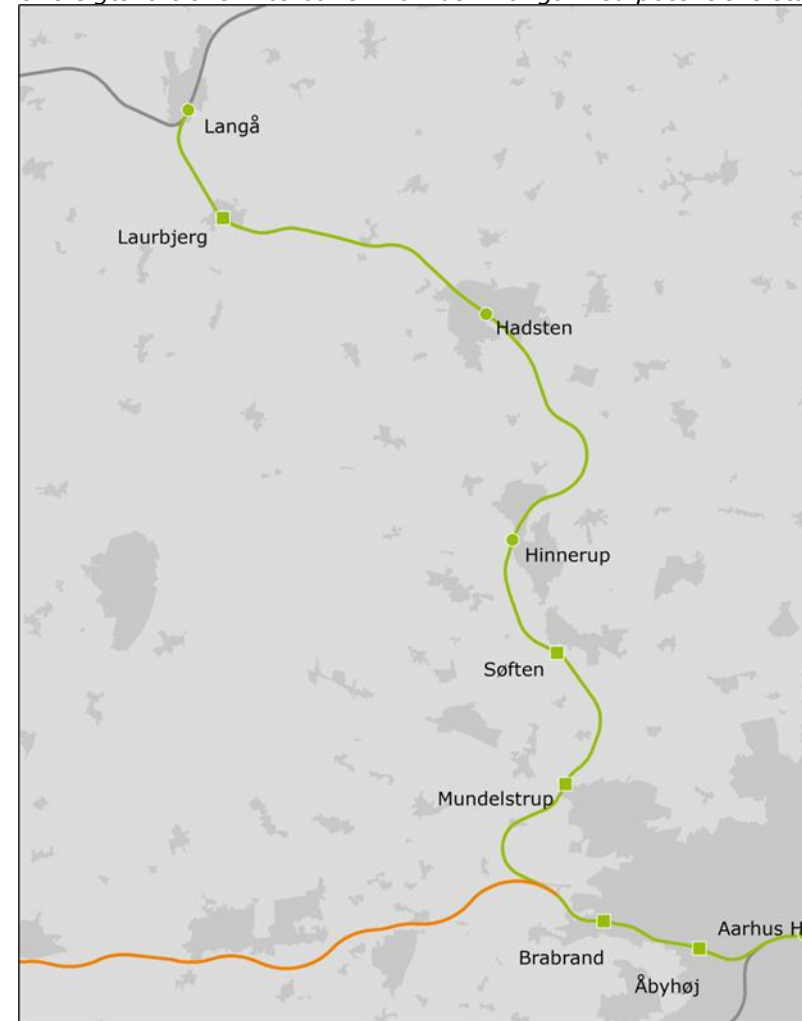 Langå
Laurbjerg
Hadsten
Hinnerup
Søften
Mundelstrup
Aarhus H
Brabrand
Åbyhøj